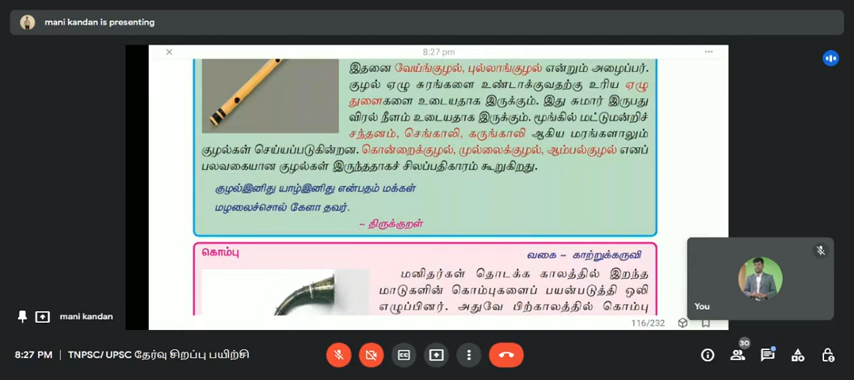 mani kandan is presenting
8:27 pm
இதனை வேய்ங்குழல், புல்லாங்குழல் என்றும் அழைப்பர்.
குழல் ஏழு சுரங்களை உண்டாக்குவதற்கு உரிய ஏழு
துளைகளை உடையதாக இருக்கும். இது சுமார் இருபது
விரல் நீளம் உடையதாக இருக்கும். மூங்கில் மட்டுமன்றிச்
சந்தனம், செங்காலி, கருங்காலி ஆகிய மரங்களாலும்
குழல்கள் செய்யப்படுகின்றன. கொன்றைக்குழல், முல்லைக்குழல், ஆம்பல்குழல் எனப்
பலவகையான குழல்கள் இருந்ததாகச் சிலப்பதிகாரம் கூறுகிறது.
குழல்இனிது யாழ்இனிது என்பதம் மக்கள்
மழலைச்சொல் கேளா தவர்.
– திருக்குறள்
கொம்பு
வகை – காற்றுக்கருவி
மனிதர்கள் தொடக்க காலத்தில் இறந்த
மாடுகளின் கொம்புகளைப் பயன்படுத்தி ஒலி
எழுப்பினர். அதுவே பிற்காலத்தில் கொம்பு
You
mani kandan
116/232
8:27 PM | TNPSC/ UPSC தேர்வு சிறப்பு பயிற்சி
30